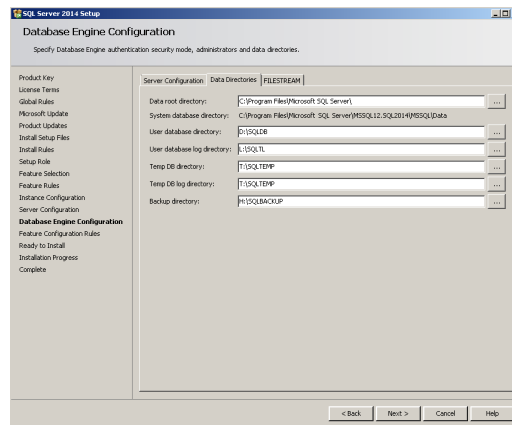 SQL Server 2014 Setup
Database Engine Configuration
Specify Database Engine authentication security mode, administrators and data directories.
Product Key
License Terms
Global Rules
Microsoft Update
Product Updates
Install Setup Files
Install Rules
Setup Role
Feature Selection
Feature Rules
Instance Configuration
Server Configuration
Database Engine Configuration
Feature Configuration Rules
Ready to Install
Installation Progress
Complete
Server Configuration Data Directories FILESTREAM
Data root directory: C:\Program Files\Microsoft SQL Server\ ...
System database directory: C:\Program Files\Microsoft SQL Server\MSSQL12.SQL2014\MSSQL\Data
User database directory: D:\SQLDB ...
User database log directory: L:\SQLTL ...
Temp DB directory: T:\SQLTEMP ...
Temp DB log directory: T:\SQLTEMP ...
Backup directory: H:\SQLBACKUP ...
< Back Next > Cancel Help